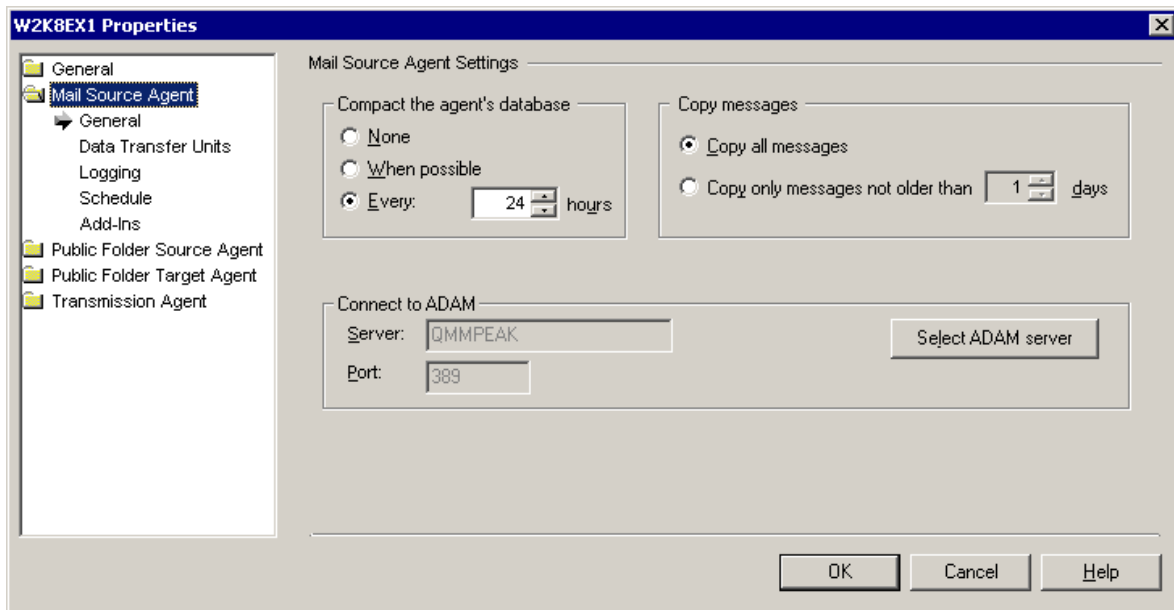 W2K8EX1 Properties
General
Mail Source Agent
General
Data Transfer Units
Logging
Schedule
Add-Ins
Public Folder Source Agent
Public Folder Target Agent
Transmission Agent
Mail Source Agent Settings
Compact the agent's database
None
When possible
Every: 24 hours
Copy messages
Copy all messages
Copy only messages not older than 1 days
Connect to ADAM
Server: QMMPEAK
Port: 389
Select ADAM server
OK Cancel Help